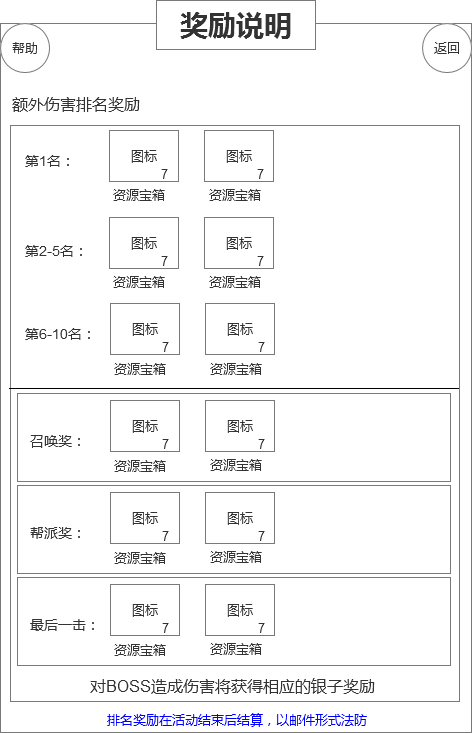 奖励说明
帮助
返回
额外伤害排名奖励
第1名：
图标
7
资源宝箱
图标
7
资源宝箱
第2-5名：
图标
7
资源宝箱
图标
7
资源宝箱
第6-10名：
图标
7
资源宝箱
图标
7
资源宝箱
召唤奖：
图标
7
资源宝箱
图标
7
资源宝箱
帮派奖：
图标
7
资源宝箱
图标
7
资源宝箱
最后一击：
图标
7
资源宝箱
图标
7
资源宝箱
对BOSS造成伤害将获得相应的银子奖励
排名奖励在活动结束后结算，以邮件形式法防